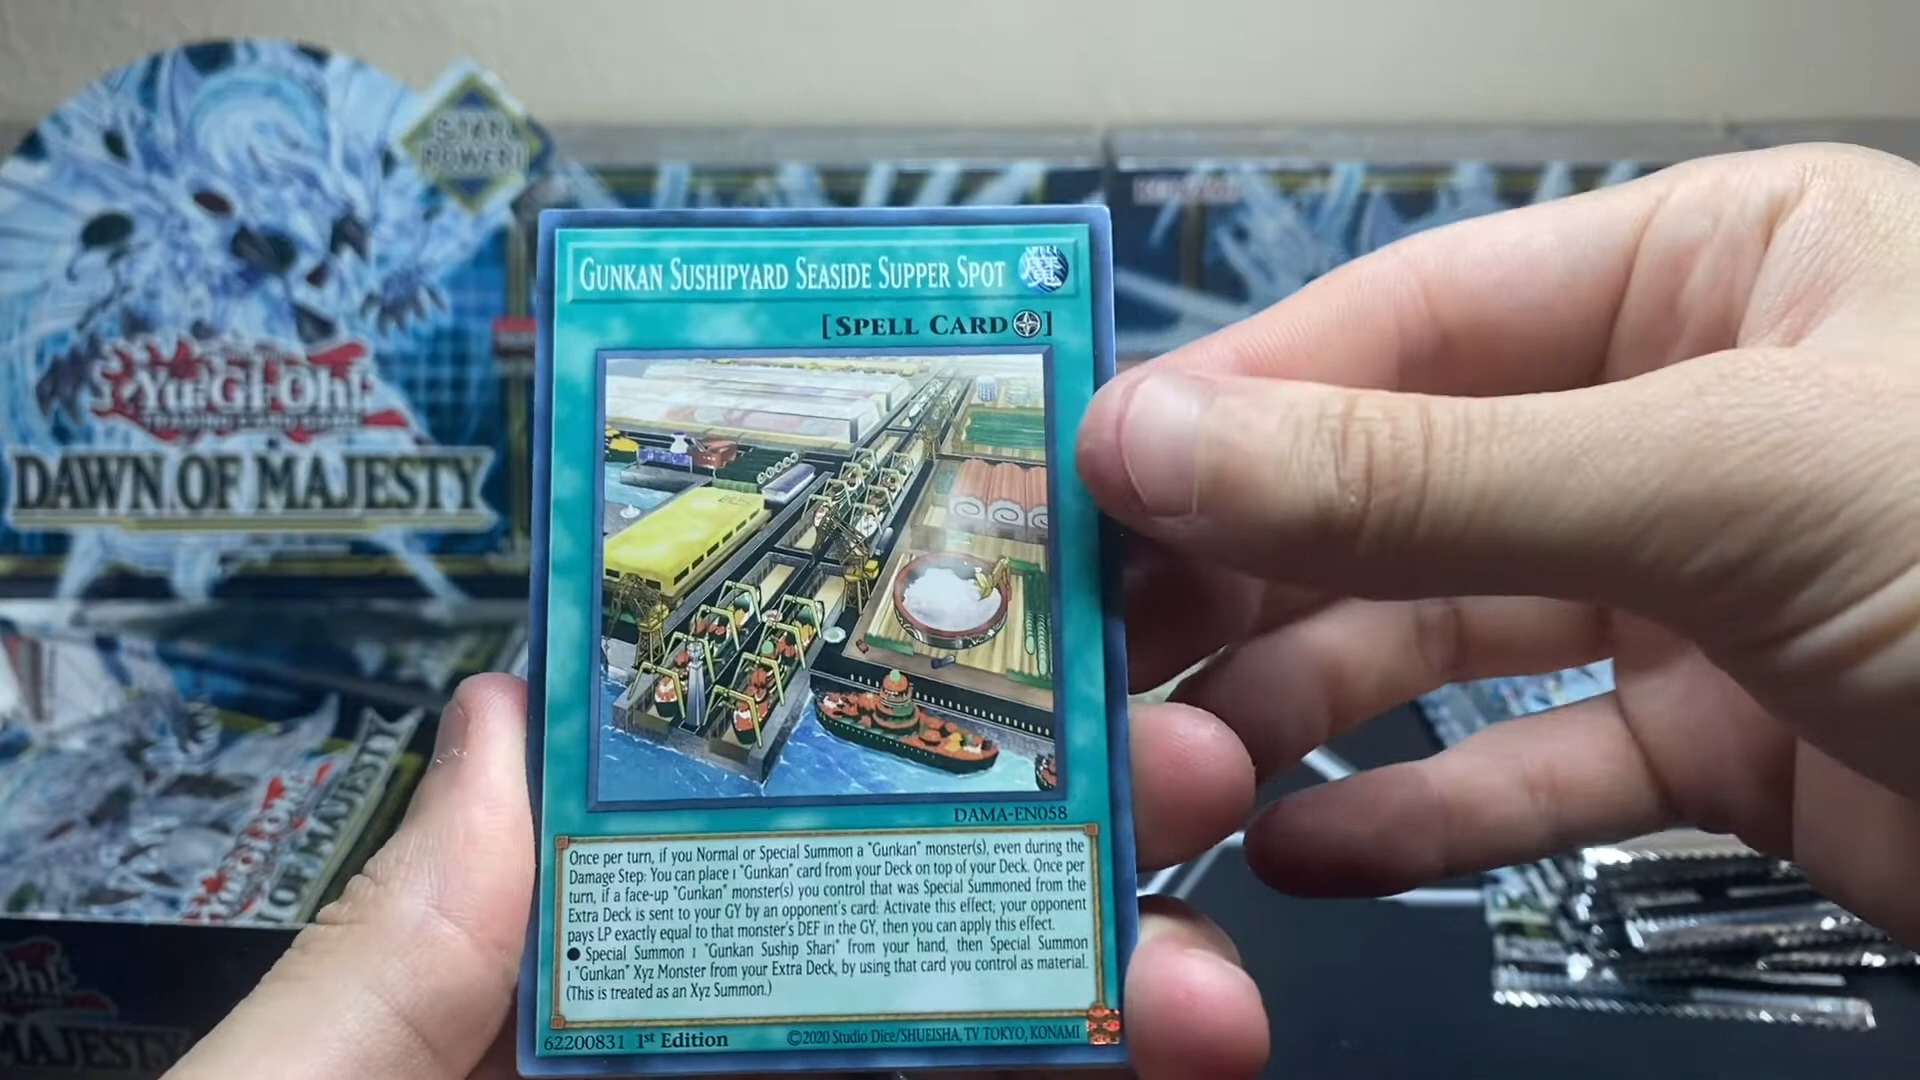 STAR
POWER!
Yu-Gi-Oh!
TRADING CARD GAME
DAWN OF MAJESTY
GUNKAN SUSHIPYARD SEASIDE SUPPER SPOT
SPELL
魔
[SPELL CARD]
DAMA-EN058
Once per turn, if you Normal or Special Summon a "Gunkan" monster(s), even during the
Damage Step: You can place 1 "Gunkan" card from your Deck on top of your Deck. Once per
turn, if a face-up "Gunkan" monster(s) you control that was Special Summoned from the
Extra Deck is sent to your GY by an opponent's card: Activate this effect; your opponent
pays LP exactly equal to that monster's DEF in the GY, then you can apply this effect.
● Special Summon 1 "Gunkan Suship Shari" from your hand, then Special Summon
1 "Gunkan" Xyz Monster from your Extra Deck, by using that card you control as material.
(This is treated as an Xyz Summon.)
62200831 1st Edition
©2020 Studio Dice/SHUEISHA, TV TOKYO, KONAMI
OF MAJESTY
Oh!
MAJESTY